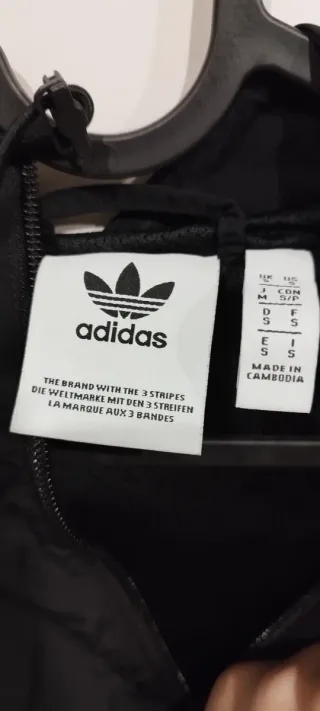 adidas
THE BRAND WITH THE 3 STRIPES
DIE WELTMARKE MIT DEN 3 STREIFEN
LA MARQUE AUX 3 BANDES
UK US
S S
J CDN
M S/P
D F
S S
E I
S S
MADE IN
CAMBODIA